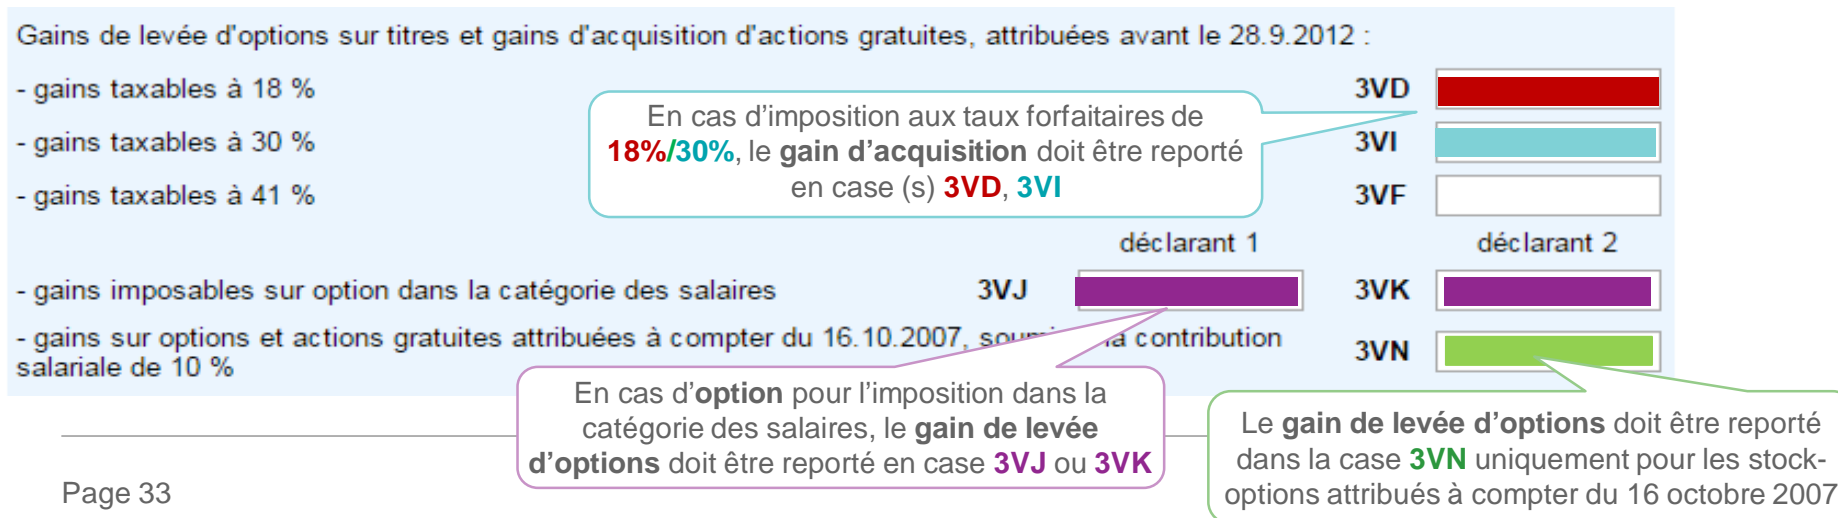 Gains de levée d'options sur titres et gains d'acquisition d'actions gratuites, attribuées avant le 28.9.2012 :
- gains taxables à 18 % 3VD
- gains taxables à 30 % 3VI
- gains taxables à 41 % 3VF
En cas d'imposition aux taux forfaitaires de
18%/30%, le gain d'acquisition doit être reporté
en case (s) 3VD, 3VI
déclarant 1 déclarant 2
- gains imposables sur option dans la catégorie des salaires 3VJ 3VK
- gains sur options et actions gratuites attribuées à compter du 16.10.2007, la contribution
salariale de 10 % 3VN
En cas d'option pour l'imposition dans la
catégorie des salaires, le gain de levée
d'options doit être reporté en case 3VJ ou 3VK
Le gain de levée d'options doit être reporté
dans la case 3VN uniquement pour les stock-
options attribués à compter du 16 octobre 2007
Page 33